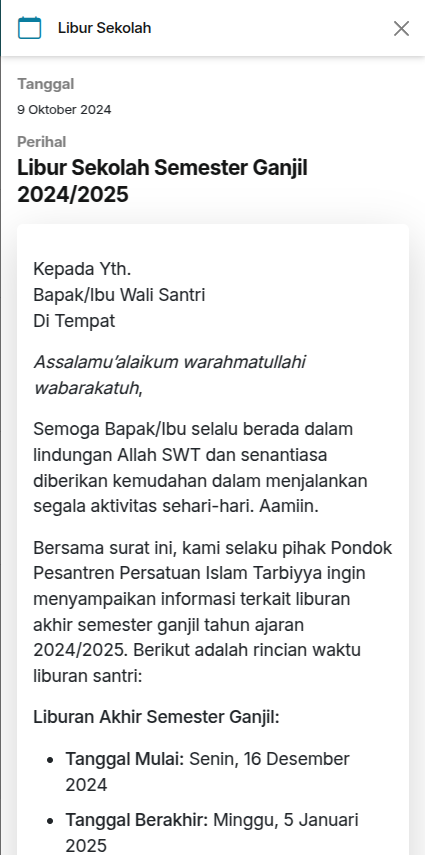 Libur Sekolah
Tanggal
9 Oktober 2024
Perihal
Libur Sekolah Semester Ganjil
2024/2025
Kepada Yth.
Bapak/Ibu Wali Santri
Di Tempat
Assalamu’alaikum warahmatullahi
wabarakatuh,
Semoga Bapak/Ibu selalu berada dalam
lindungan Allah SWT dan senantiasa
diberikan kemudahan dalam menjalankan
segala aktivitas sehari-hari. Aamiin.
Bersama surat ini, kami selaku pihak Pondok
Pesantren Persatuan Islam Tarbiyya ingin
menyampaikan informasi terkait liburan
akhir semester ganjil tahun ajaran
2024/2025. Berikut adalah rincian waktu
liburan santri:
Liburan Akhir Semester Ganjil:
• Tanggal Mulai: Senin, 16 Desember
2024
• Tanggal Berakhir: Minggu, 5 Januari
2025